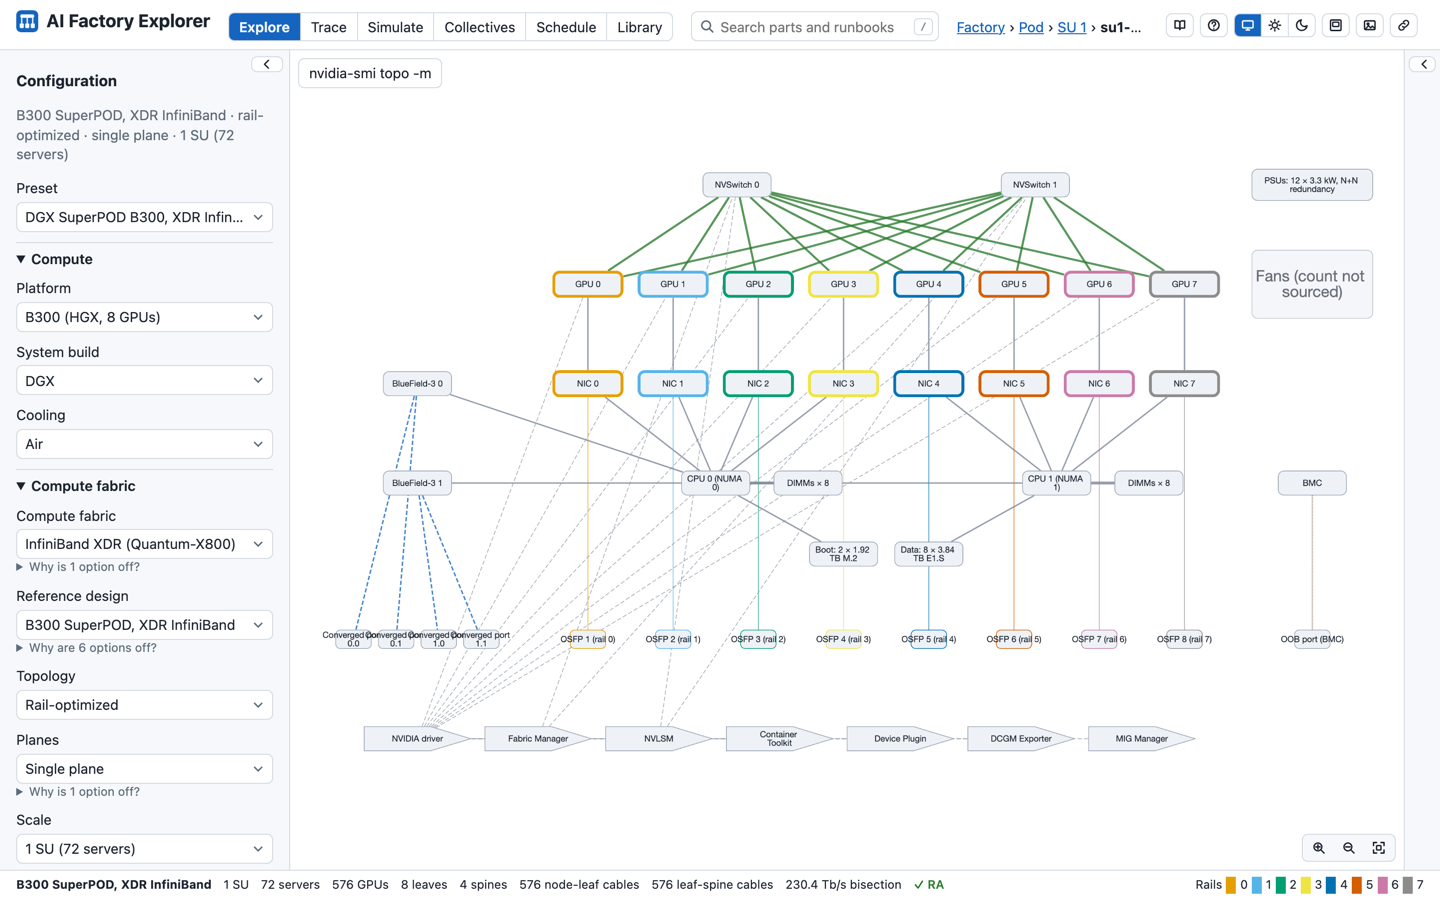 AI Factory Explorer
Explore
Trace
Simulate
Collectives
Schedule
Library
Search parts and runbooks
/
Factory › Pod › SU 1 › su1-...
Configuration
B300 SuperPOD, XDR InfiniBand · rail-
optimized · single plane · 1 SU (72
servers)
Preset
DGX SuperPOD B300, XDR Infin...
Compute
Platform
B300 (HGX, 8 GPUs)
System build
DGX
Cooling
Air
Compute fabric
Compute fabric
InfiniBand XDR (Quantum-X800)
Why is 1 option off?
Reference design
B300 SuperPOD, XDR InfiniBand
Why are 6 options off?
Topology
Rail-optimized
Planes
Single plane
Why is 1 option off?
Scale
1 SU (72 servers)
nvidia-smi topo -m
NVSwitch 0
NVSwitch 1
PSUs: 12 × 3.3 kW, N+N
redundancy
Fans (count not
sourced)
GPU 0
GPU 1
GPU 2
GPU 3
GPU 4
GPU 5
GPU 6
GPU 7
BlueField-3 0
NIC 0
NIC 1
NIC 2
NIC 3
NIC 4
NIC 5
NIC 6
NIC 7
BlueField-3 1
CPU 0 (NUMA
0)
DIMMs × 8
CPU 1 (NUMA
1)
DIMMs × 8
BMC
Boot: 2 × 1.92
TB M.2
Data: 8 × 3.84
TB E1.S
Converged
0.0
0.1
1.0
Converged port
1.1
OSFP 1 (rail 0)
OSFP 2 (rail 1)
OSFP 3 (rail 2)
OSFP 4 (rail 3)
OSFP 5 (rail 4)
OSFP 6 (rail 5)
OSFP 7 (rail 6)
OSFP 8 (rail 7)
OOB port (BMC)
NVIDIA driver
Fabric Manager
NVLSM
Container
Toolkit
Device Plugin
DCGM Exporter
MIG Manager
B300 SuperPOD, XDR InfiniBand
1 SU
72 servers
576 GPUs
8 leaves
4 spines
576 node-leaf cables
576 leaf-spine cables
230.4 Tb/s bisection
✓ RA
Rails 0 1 2 3 4 5 6 7